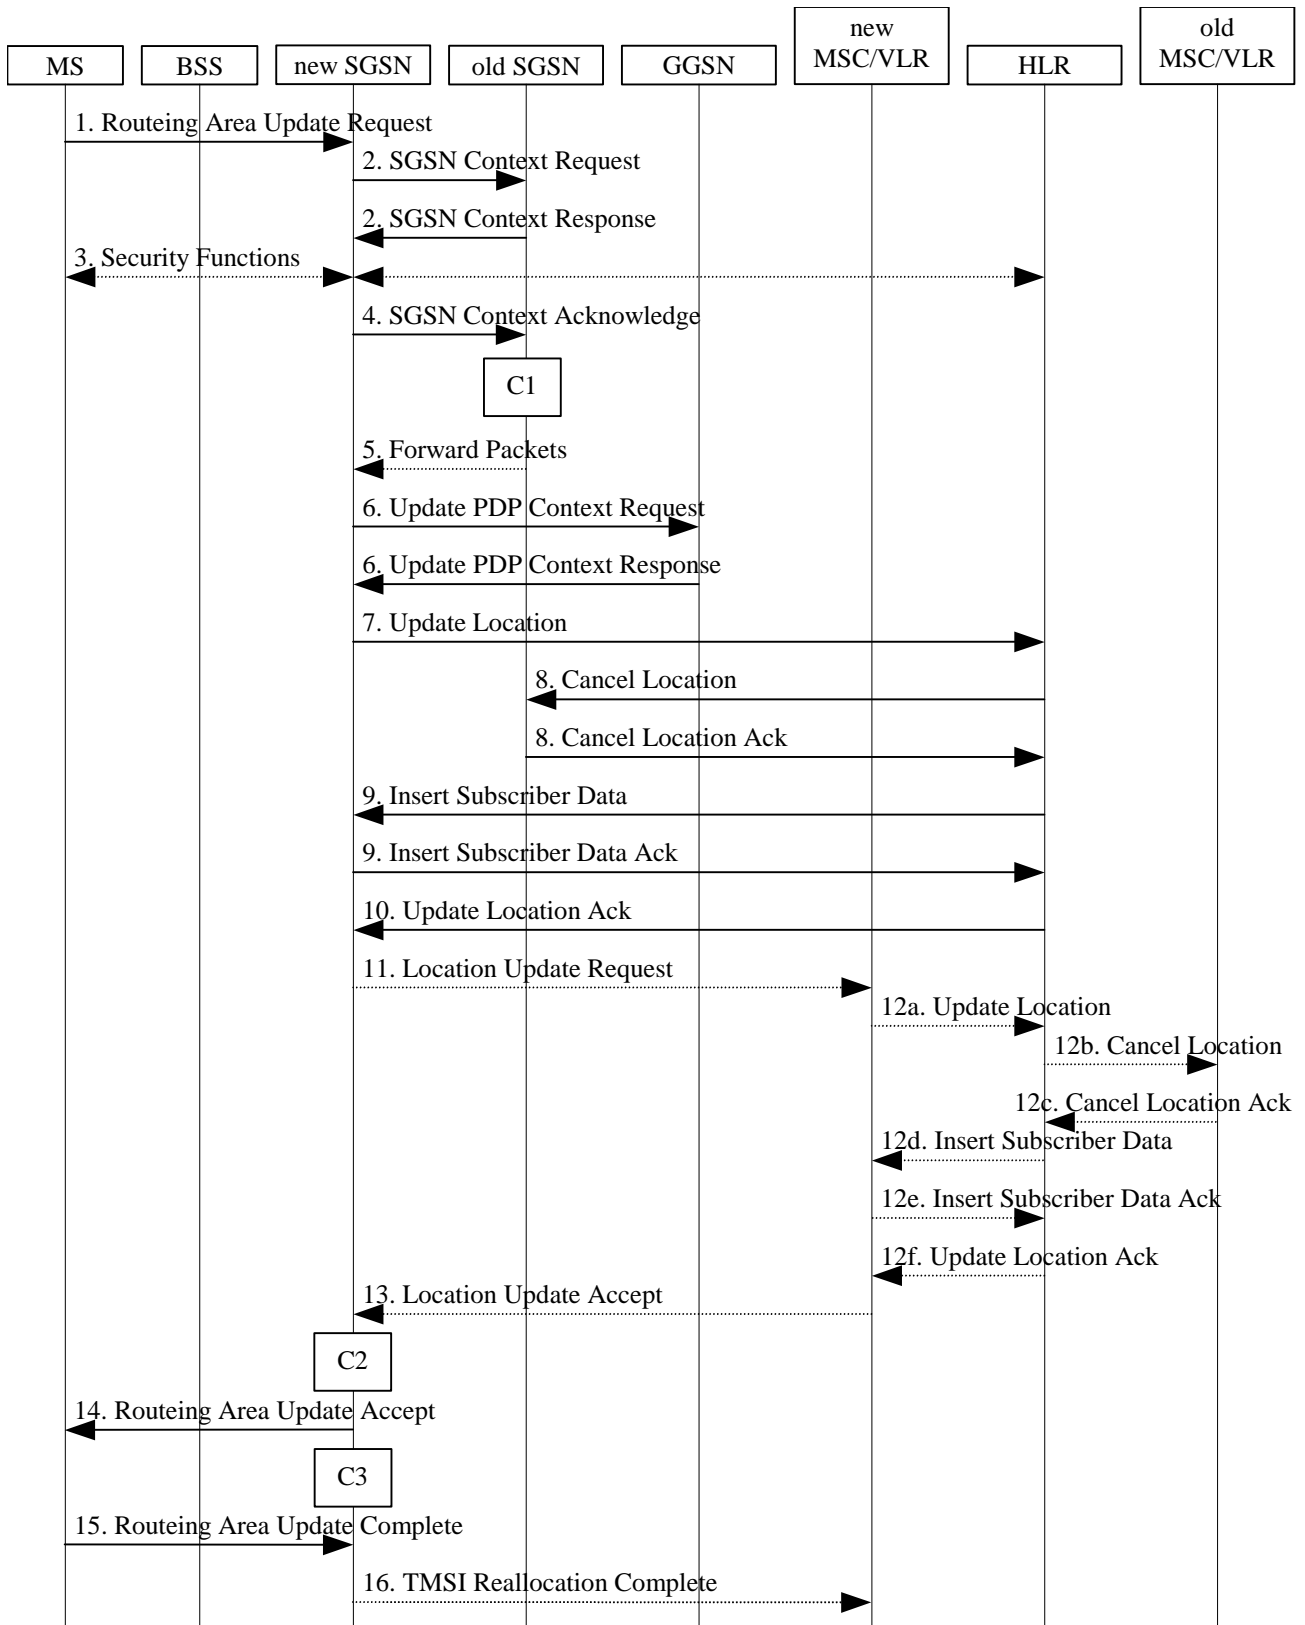 MS
BSS
new SGSN
old SGSN
GGSN
new
MSC/VLR
HLR
old
MSC/VLR
1. Routeing Area Update Request
2. SGSN Context Request
2. SGSN Context Response
3. Security Functions
4. SGSN Context Acknowledge
C1
5. Forward Packets
6. Update PDP Context Request
6. Update PDP Context Response
7. Update Location
8. Cancel Location
8. Cancel Location Ack
9. Insert Subscriber Data
9. Insert Subscriber Data Ack
10. Update Location Ack
11. Location Update Request
12a. Update Location
12b. Cancel Location
12c. Cancel Location Ack
12d. Insert Subscriber Data
12e. Insert Subscriber Data Ack
12f. Update Location Ack
13. Location Update Accept
C2
14. Routeing Area Update Accept
C3
15. Routeing Area Update Complete
16. TMSI Reallocation Complete